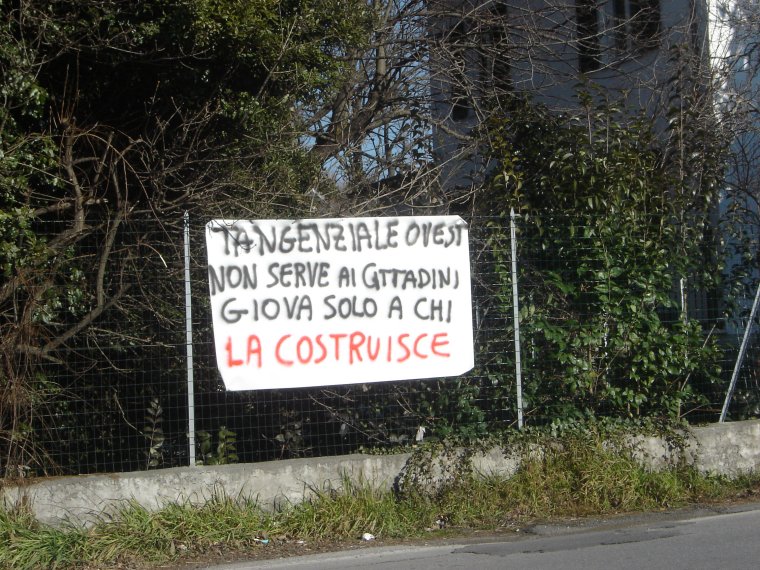 TANGENZIALE OVEST
NON SERVE AI CITTADINI
GIOVA SOLO A CHI
LA COSTRUISCE